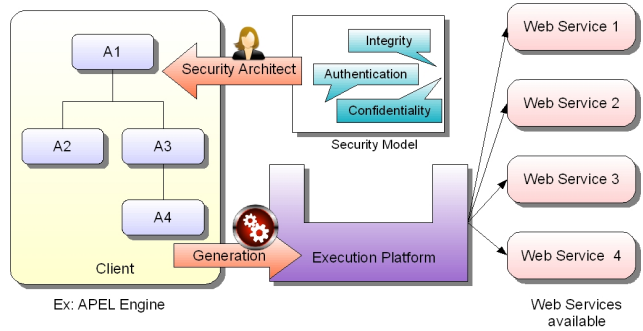 A1
A2
A3
A4
Client
Ex: APEL Engine
Security Architect
Integrity
Authentication
Confidentiality
Security Model
Generation
Execution Platform
Web Service 1
Web Service 2
Web Service 3
Web Service 4
Web Services
available